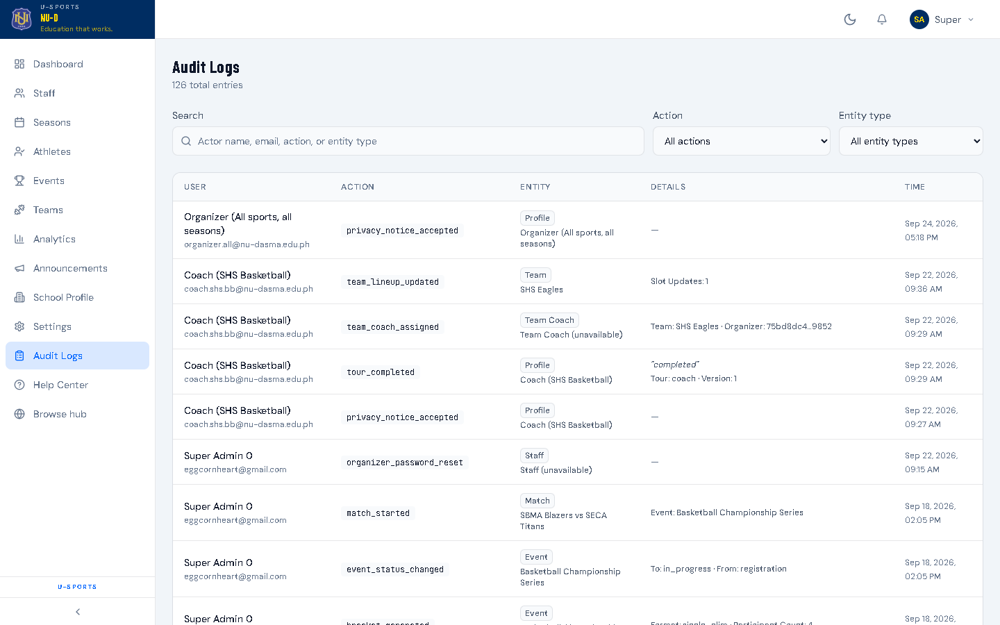 U-SPORTS
NU-D
Education that works.
Super
SA
Dashboard
Staff
Seasons
Athletes
Events
Teams
Analytics
Announcements
School Profile
Settings
Audit Logs
Help Center
Browse hub
U-SPORTS
Audit Logs
126 total entries
Search
Action
Entity type
Actor name, email, action, or entity type
All actions
All entity types
USER ACTION ENTITY DETAILS TIME
Organizer (All sports, all
seasons)
organizer.all@nu-dasma.edu.ph
privacy_notice_accepted
Profile
Organizer (All sports, all
seasons)
—
Sep 24, 2026,
05:18 PM
Coach (SHS Basketball)
coach.shs.bb@nu-dasma.edu.ph
team_lineup_updated
Team
SHS Eagles
Slot Updates: 1
Sep 22, 2026,
09:36 AM
Coach (SHS Basketball)
coach.shs.bb@nu-dasma.edu.ph
team_coach_assigned
Team Coach
Team Coach (unavailable)
Team: SHS Eagles · Organizer: 75bd8dc4…9852
Sep 22, 2026,
09:29 AM
Coach (SHS Basketball)
coach.shs.bb@nu-dasma.edu.ph
tour_completed
Profile
Coach (SHS Basketball)
"completed"
Tour: coach · Version: 1
Sep 22, 2026,
09:29 AM
Coach (SHS Basketball)
coach.shs.bb@nu-dasma.edu.ph
privacy_notice_accepted
Profile
Coach (SHS Basketball)
—
Sep 22, 2026,
09:27 AM
Super Admin 0
eggcornheart@gmail.com
organizer_password_reset
Staff
Staff (unavailable)
—
Sep 22, 2026,
09:15 AM
Super Admin 0
eggcornheart@gmail.com
match_started
Match
SBMA Blazers vs SECA
Titans
Event: Basketball Championship Series
Sep 18, 2026,
02:05 PM
Super Admin 0
eggcornheart@gmail.com
event_status_changed
Event
Basketball Championship
Series
To: in_progress · From: registration
Sep 18, 2026,
02:05 PM
Super Admin 0
Event
Sep 18, 2026,